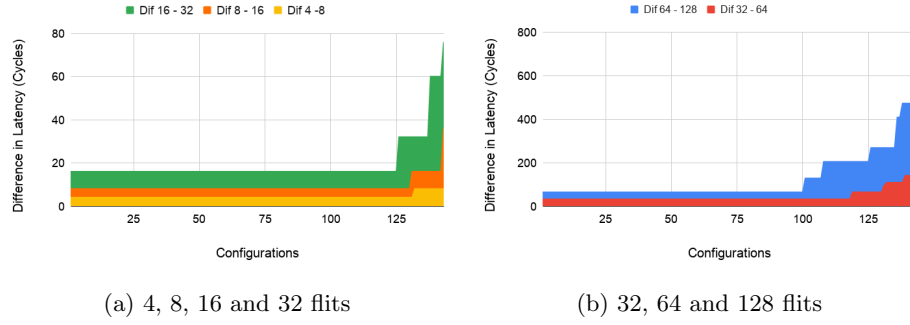 Dif 16 - 32 Dif 8 - 16 Dif 4 -8
Difference in Latency (Cycles)
80
60
40
20
0
25 50 75 100 125
Configurations
(a) 4, 8, 16 and 32 flits
Dif 64 - 128 Dif 32 - 64
Difference in Latency (Cycles)
800
600
400
200
0
25 50 75 100 125
Configurations
(b) 32, 64 and 128 flits